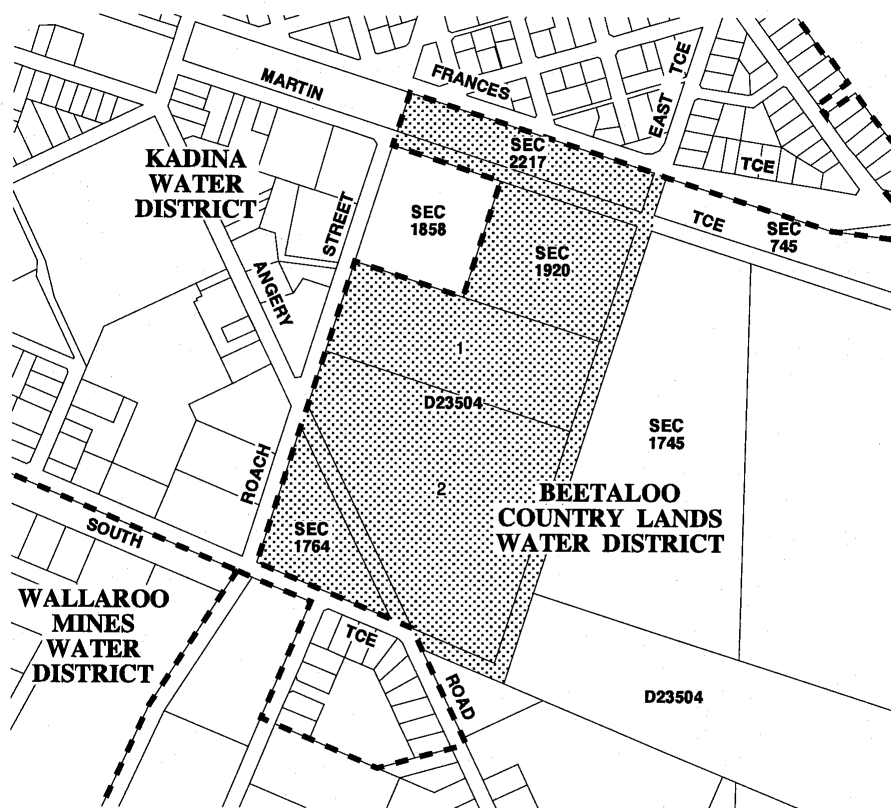 FRANCES
MARTIN
EAST TCE
SEC
2217
TCE
KADINA
WATER
DISTRICT
SEC
1858
STREET
TCE
SEC
745
SEC
1920
ANGERY
1
D23504
SEC
1745
ROACH
2
BEETALOO
COUNTRY LANDS
WATER DISTRICT
SOUTH
SEC
1764
WALLAROO
MINES
WATER
DISTRICT
TCE
ROAD
D23504